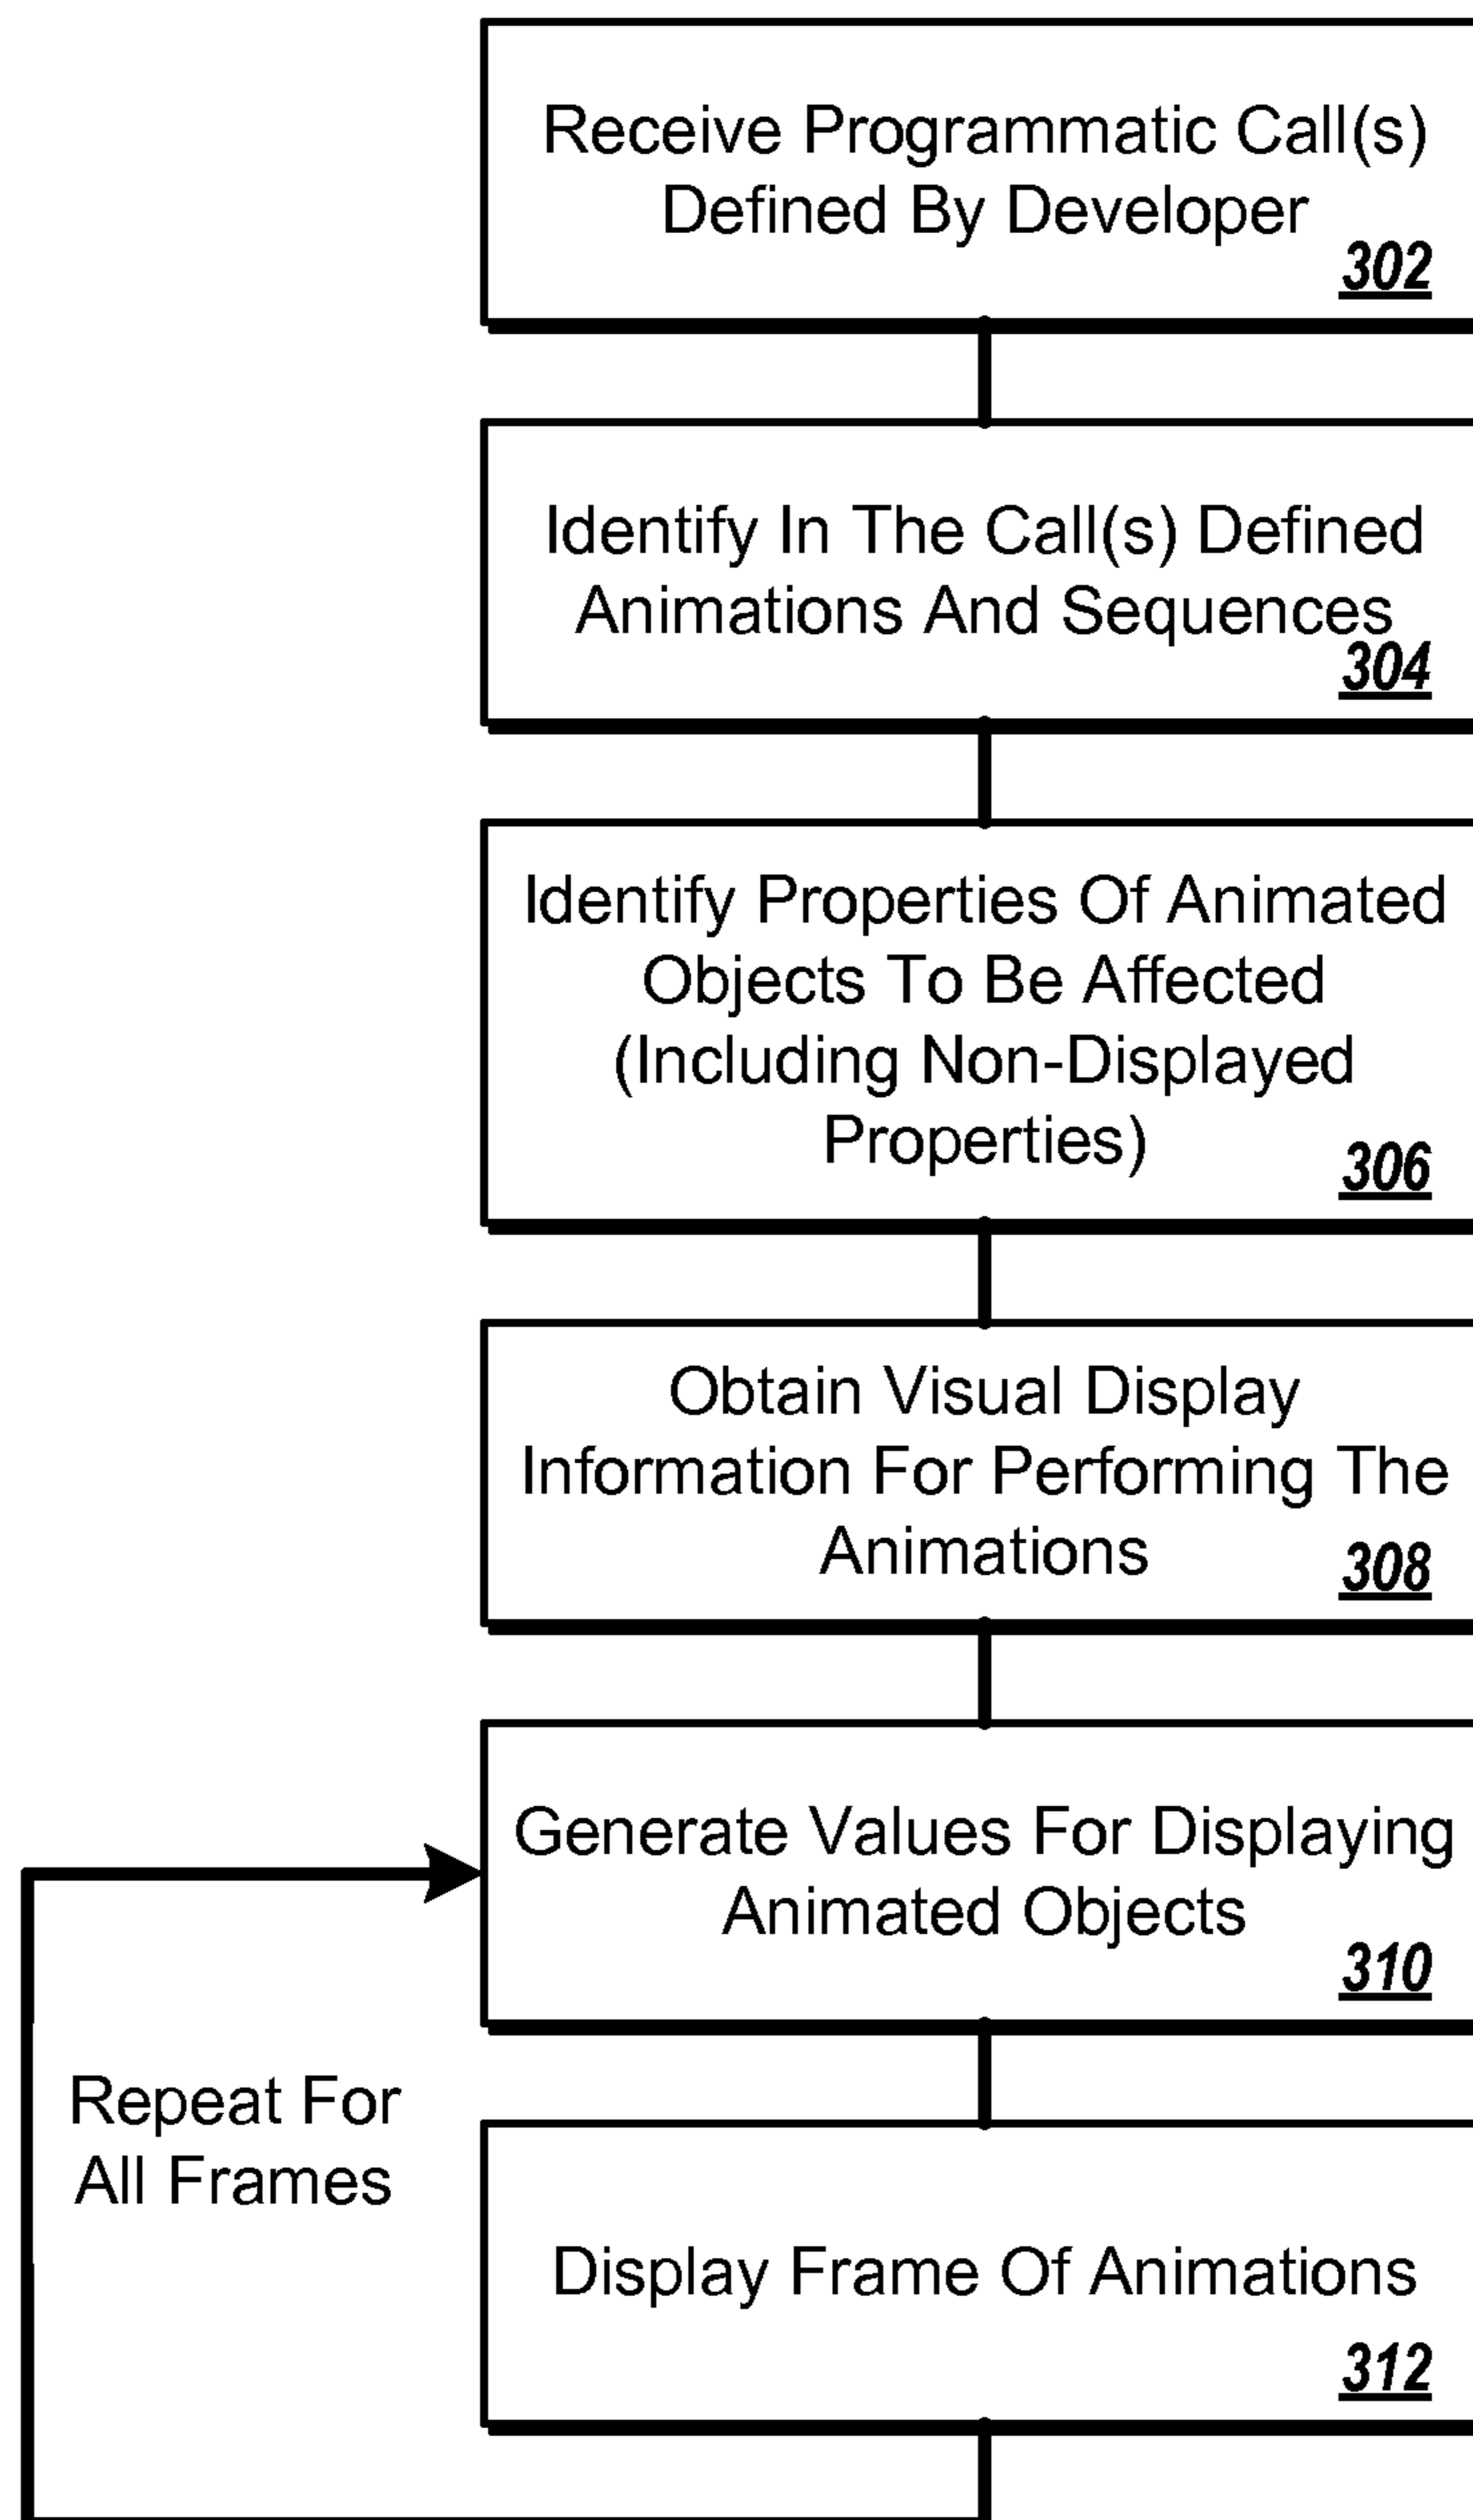 Receive Programmatic Call(s)
Defined By Developer
302
Identify In The Call(s) Defined
Animations And Sequences
304
Identify Properties Of Animated
Objects To Be Affected
(Including Non-Displayed
Properties)
306
Obtain Visual Display
Information For Performing The
Animations
308
Generate Values For Displaying
Animated Objects
310
Repeat For
All Frames
Display Frame Of Animations
312